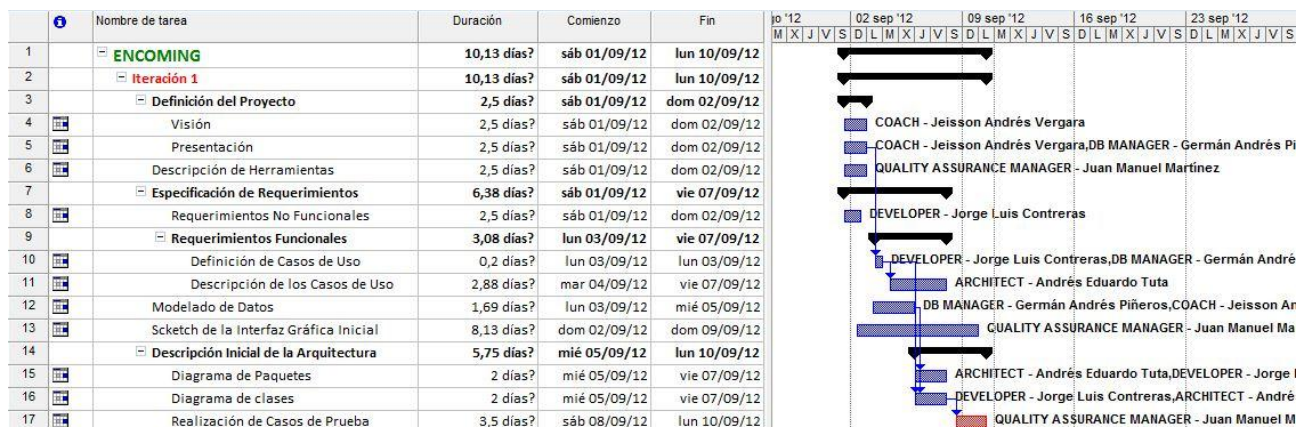 Nombre de tarea Duración Comienzo Fin go '12 02 sep '12 09 sep '12 16 sep '12 23 sep '12
M X J V S D L M X J V S D L M X J V S D L M X J V S D L M X J V S
1 ENCOMING 10,13 días? sáb 01/09/12 lun 10/09/12
2 Iteración 1 10,13 días? sáb 01/09/12 lun 10/09/12
3 Definición del Proyecto 2,5 días? sáb 01/09/12 dom 02/09/12
4 Visión 2,5 días? sáb 01/09/12 dom 02/09/12 COACH - Jeisson Andrés Vergara
5 Presentación 2,5 días? sáb 01/09/12 dom 02/09/12 COACH - Jeisson Andrés Vergara,DB MANAGER - Germán Andrés Pi
6 Descripción de Herramientas 2,5 días? sáb 01/09/12 dom 02/09/12 QUALITY ASSURANCE MANAGER - Juan Manuel Martínez
7 Especificación de Requerimientos 6,38 días? sáb 01/09/12 vie 07/09/12
8 Requerimientos No Funcionales 2,5 días? sáb 01/09/12 dom 02/09/12 DEVELOPER - Jorge Luis Contreras
9 Requerimientos Funcionales 3,08 días? lun 03/09/12 vie 07/09/12
10 Definición de Casos de Uso 0,2 días? lun 03/09/12 lun 03/09/12 DEVELOPER - Jorge Luis Contreras,DB MANAGER - Germán André
11 Descripción de los Casos de Uso 2,88 días? mar 04/09/12 vie 07/09/12 ARCHITECT - Andrés Eduardo Tuta
12 Modelado de Datos 1,69 días? lun 03/09/12 mié 05/09/12 DB MANAGER - Germán Andrés Piñeros,COACH - Jeisson An
13 Scketch de la Interfaz Gráfica Inicial 8,13 días? dom 02/09/12 dom 09/09/12 QUALITY ASSURANCE MANAGER - Juan Manuel Ma
14 Descripción Inicial de la Arquitectura 5,75 días? mié 05/09/12 lun 10/09/12
15 Diagrama de Paquetes 2 días? mié 05/09/12 vie 07/09/12 ARCHITECT - Andrés Eduardo Tuta,DEVELOPER - Jorge
16 Diagrama de clases 2 días? mié 05/09/12 vie 07/09/12 DEVELOPER - Jorge Luis Contreras,ARCHITECT - André
17 Realización de Casos de Prueba 3,5 días? sáb 08/09/12 lun 10/09/12 QUALITY ASSURANCE MANAGER - Juan Manuel M